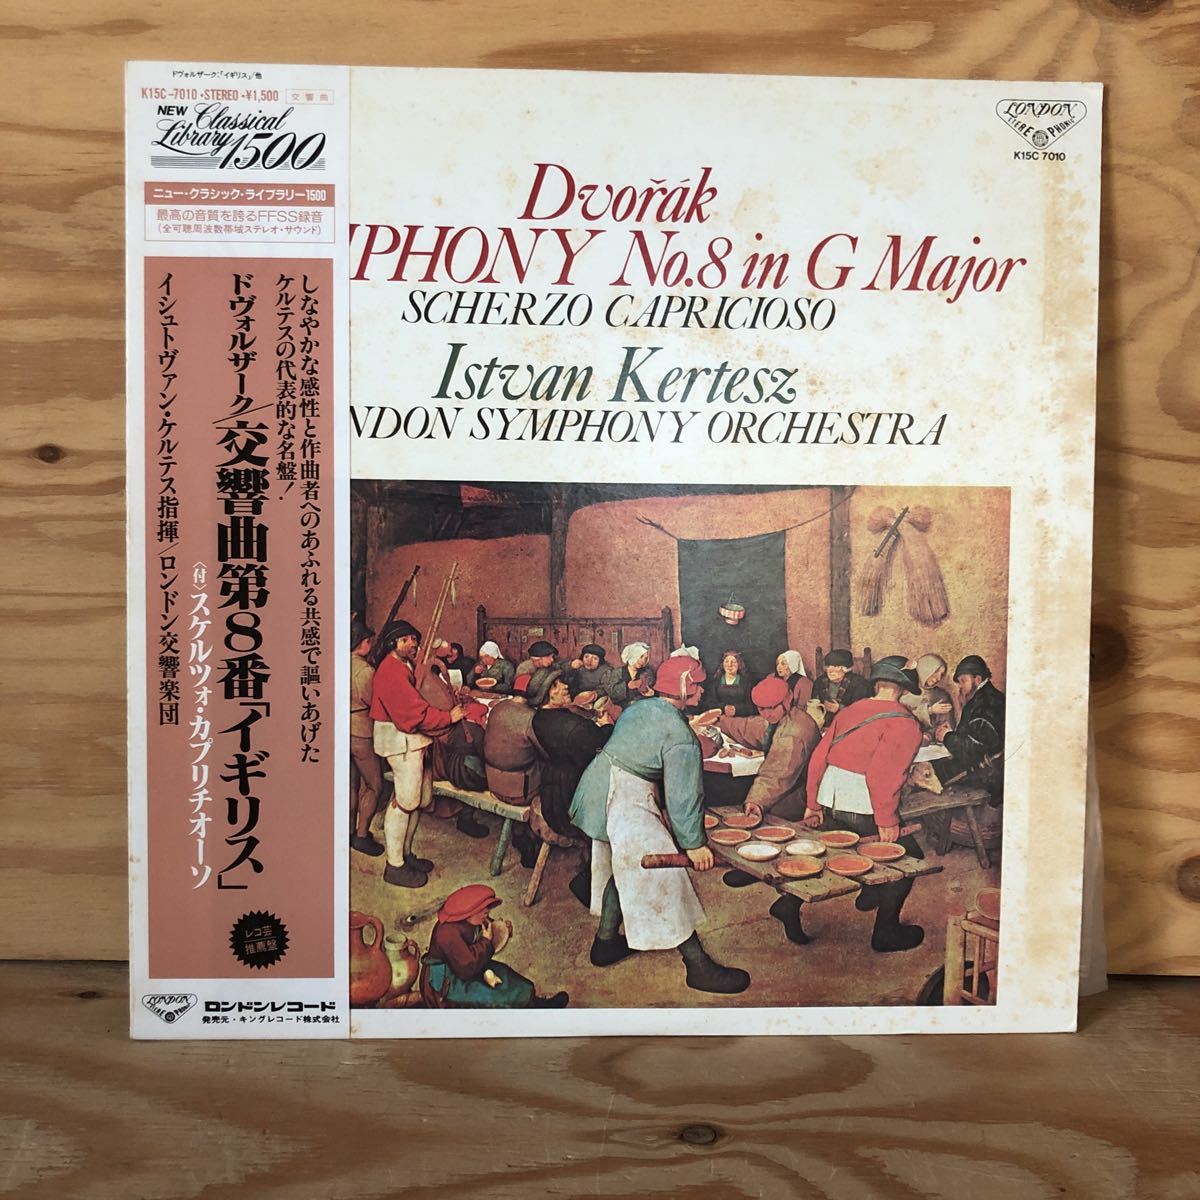 ドヴォルザーク:「イギリス」/他
K15C-7010・STEREO・¥1,500
交響曲
NEW
Classical
Library 1500
ニュー・クラシック・ライブラリー1500
最高の音質を誇るFFSS録音
(全可聴周波数帯域ステレオ・サウンド)
しなやかな感性と作曲者へのあふれる共感で謳いあげた
ケルテスの代表的な名盤!
ドヴォルザーク/交響曲第8番「イギリス」
〈付〉スケルツォ・カプリチオーソ
イシュトヴァン・ケルテス指揮/ロンドン交響楽団
レコ芸
推薦盤
LONDON
STEREOPHONIC
ロンドンレコード
発売元・キングレコード株式会社
LONDON
STEREOPHONIC
K15C 7010
Dvořák
PHONY No.8 in G Major
SCHERZO CAPRICIOSO
Istvan Kertesz
NDON SYMPHONY ORCHESTRA